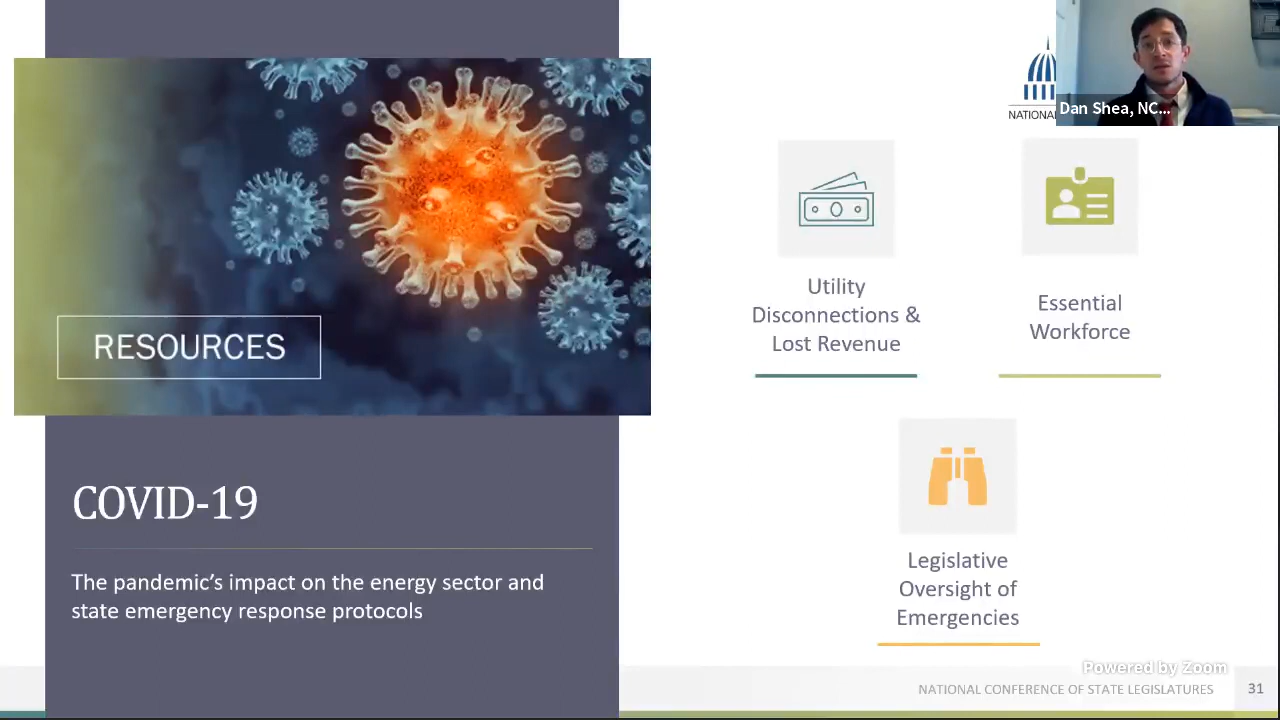 RESOURCES
COVID-19
The pandemic's impact on the energy sector and
state emergency response protocols
NATIONAL
Dan Shea, NC...
Utility
Disconnections &
Lost Revenue
Essential
Workforce
Legislative
Oversight of
Emergencies
Powered by Zoom
NATIONAL CONFERENCE OF STATE LEGISLATURES
31